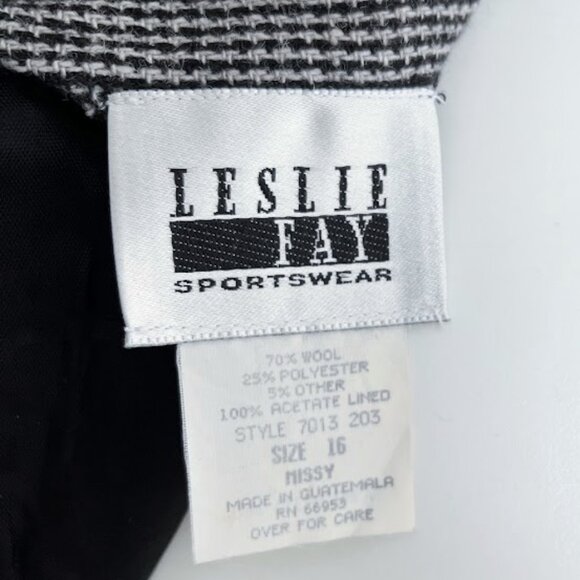 LESLIE
FAY
SPORTSWEAR
70% WOOL
25% POLYESTER
5% OTHER
100% ACETATE LINED
STYLE 7013 203
SIZE 16
MISSY
MADE IN GUATEMALA
RN 66953
OVER FOR CARE